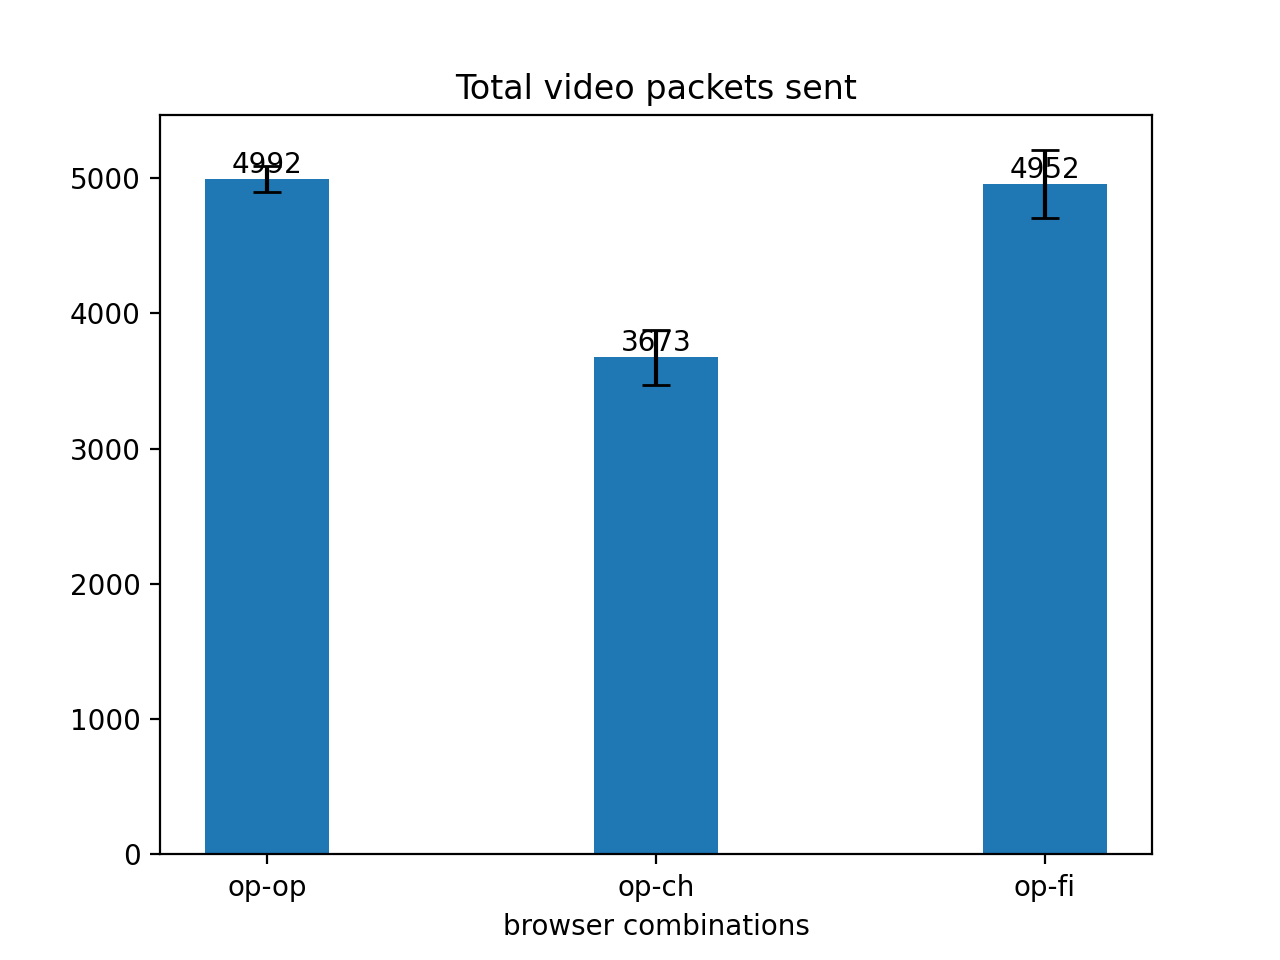 Total video packets sent
5000
4000
3000
2000
1000
0
4992
3673
4952
op-op
op-ch
op-fi
browser combinations